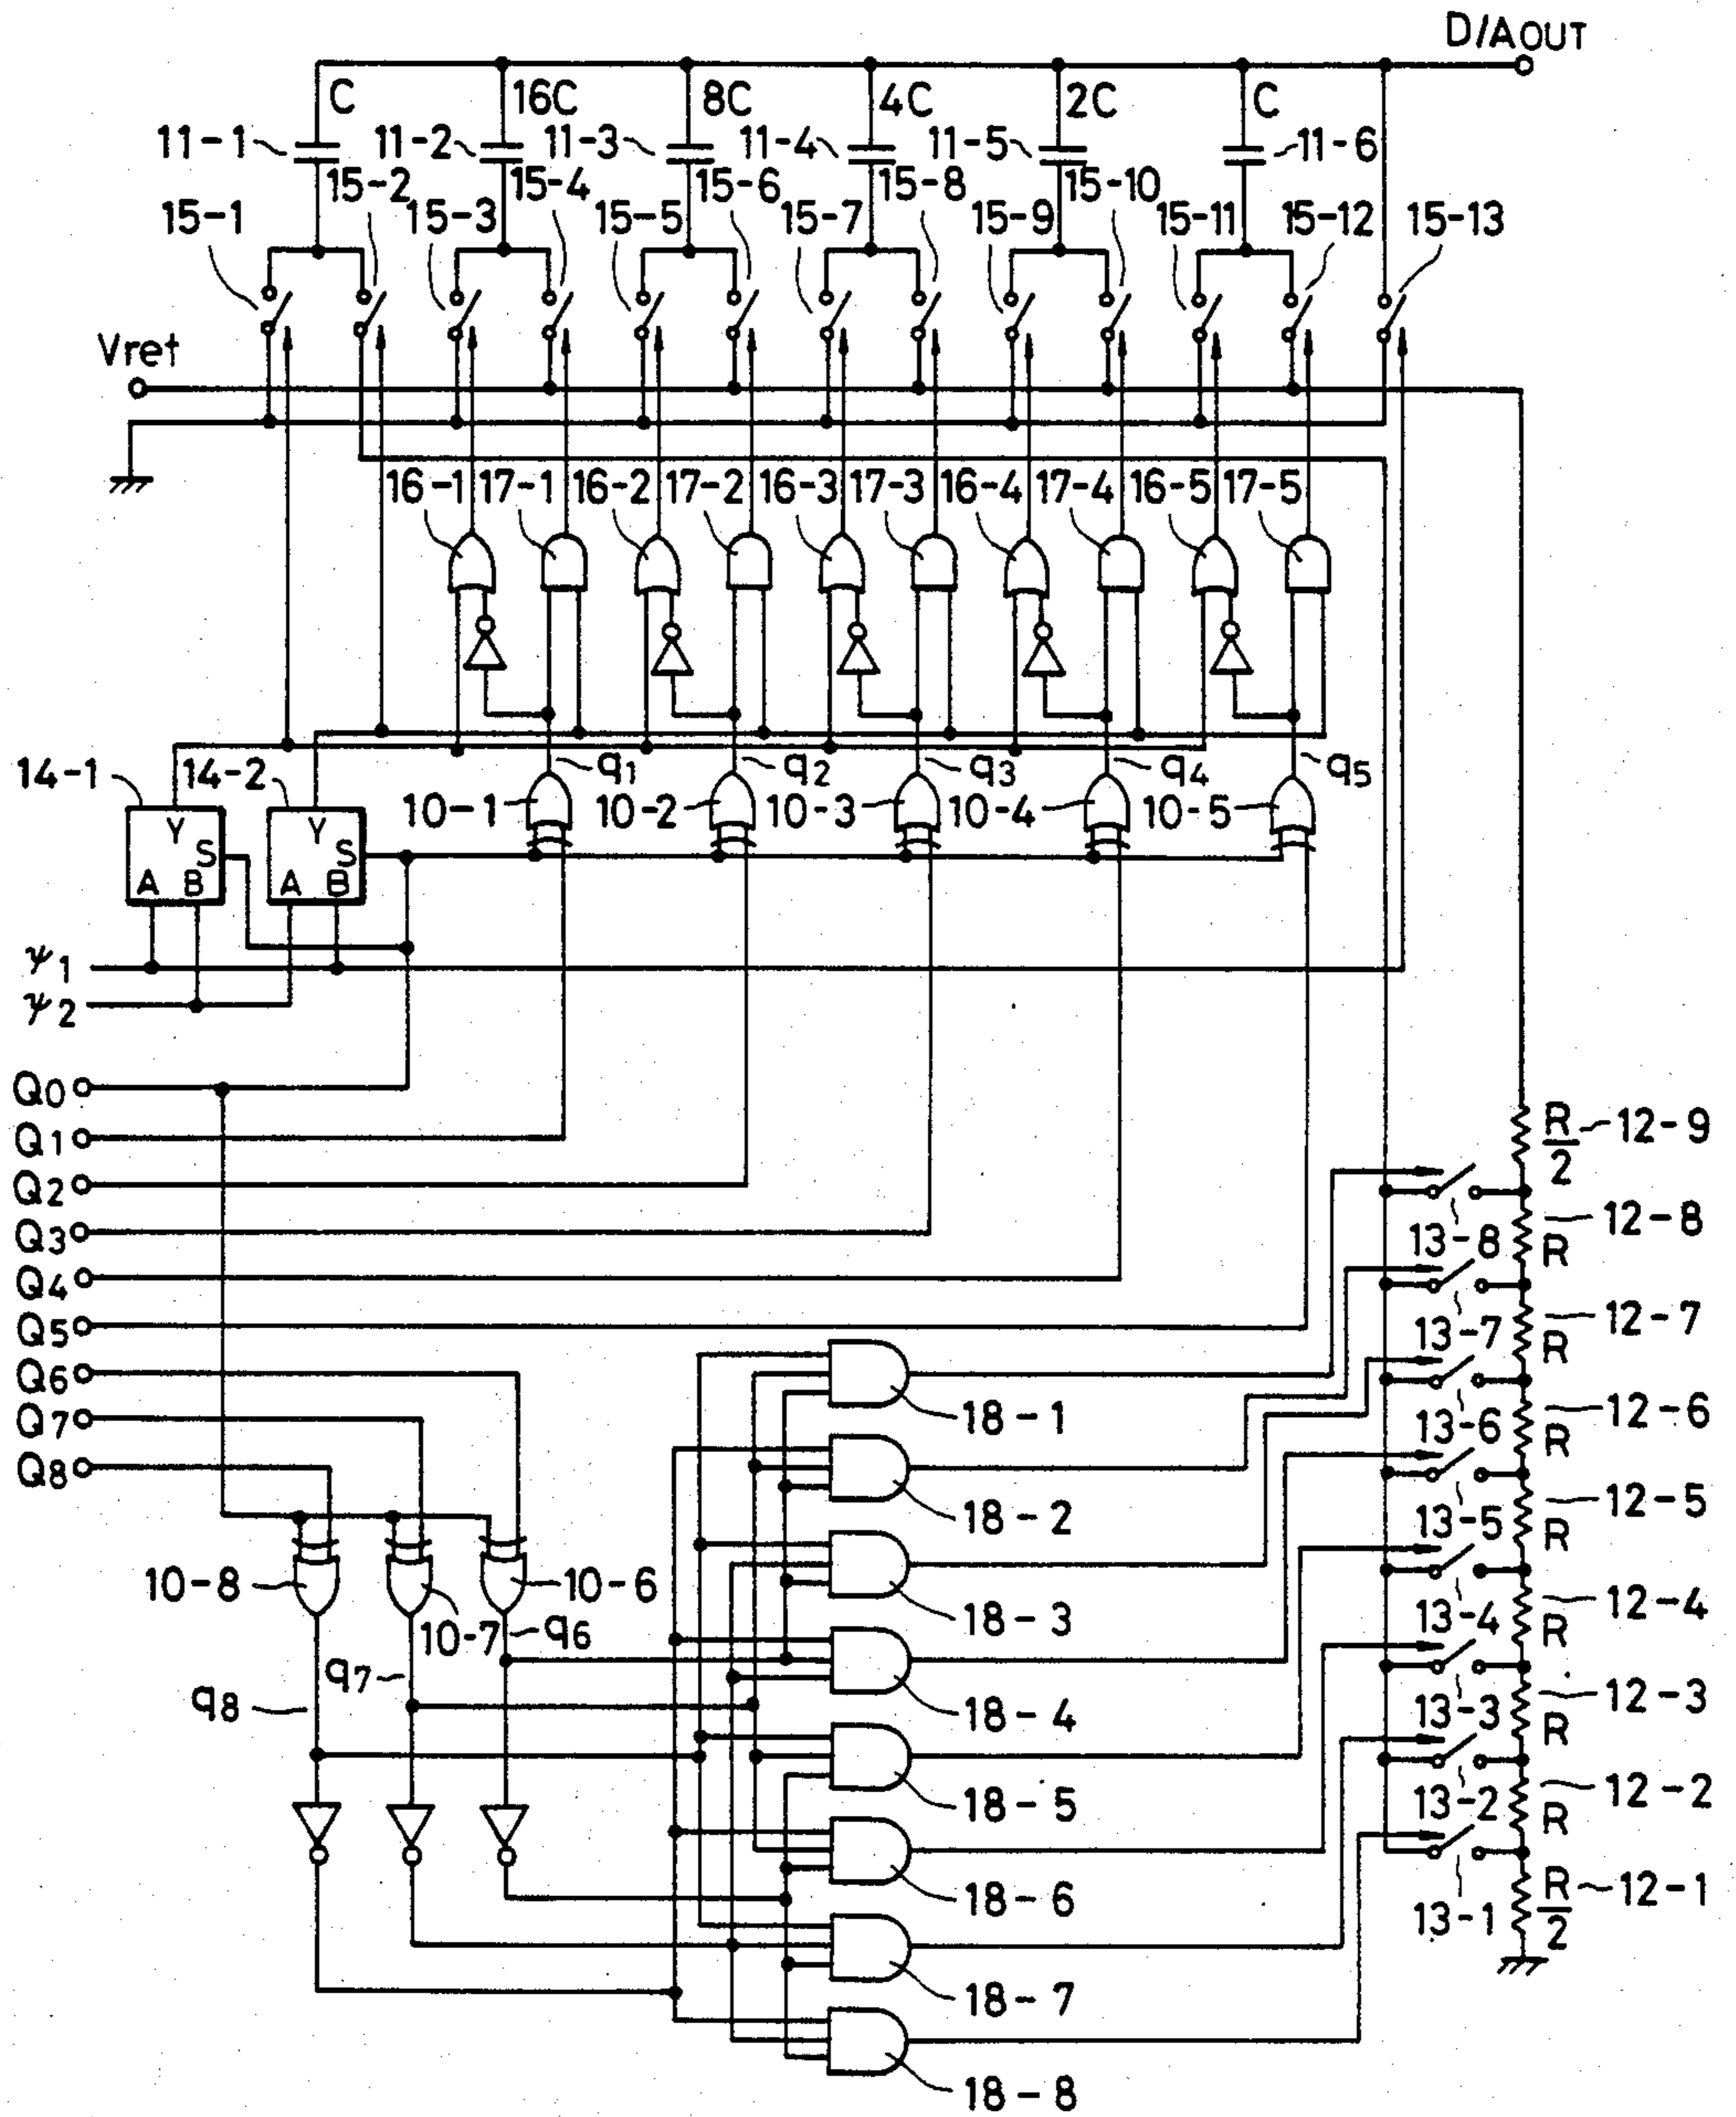 D/AOUT
C 16C 8C 4C 2C C
11-1 11-2 11-3 11-4 11-5 11-6
15-2 15-4 15-6 15-8 15-10
15-1 15-3 15-5 15-7 15-9 15-11 15-12 15-13
Vret
16-1 17-1 16-2 17-2 16-3 17-3 16-4 17-4 16-5 17-5
q1 q2 q3 q4 q5
14-1 14-2
10-1 10-2 10-3 10-4 10-5
Y S Y S
A B A B
ψ1
ψ2
Q0
Q1
R/2 12-9
Q2
12-8
Q3
13-8 R
Q4
Q5
12-7
13-7 R
Q6
18-1
12-6
Q7
13-6 R
Q8
18-2
12-5
13-5 R
10-8 10-6
18-3
12-4
10-7 q6
13-4 R
q7
q8
18-4
12-3
13-3 R
18-5
12-2
13-2 R
18-6
R/2 12-1
13-1
18-7
18-8